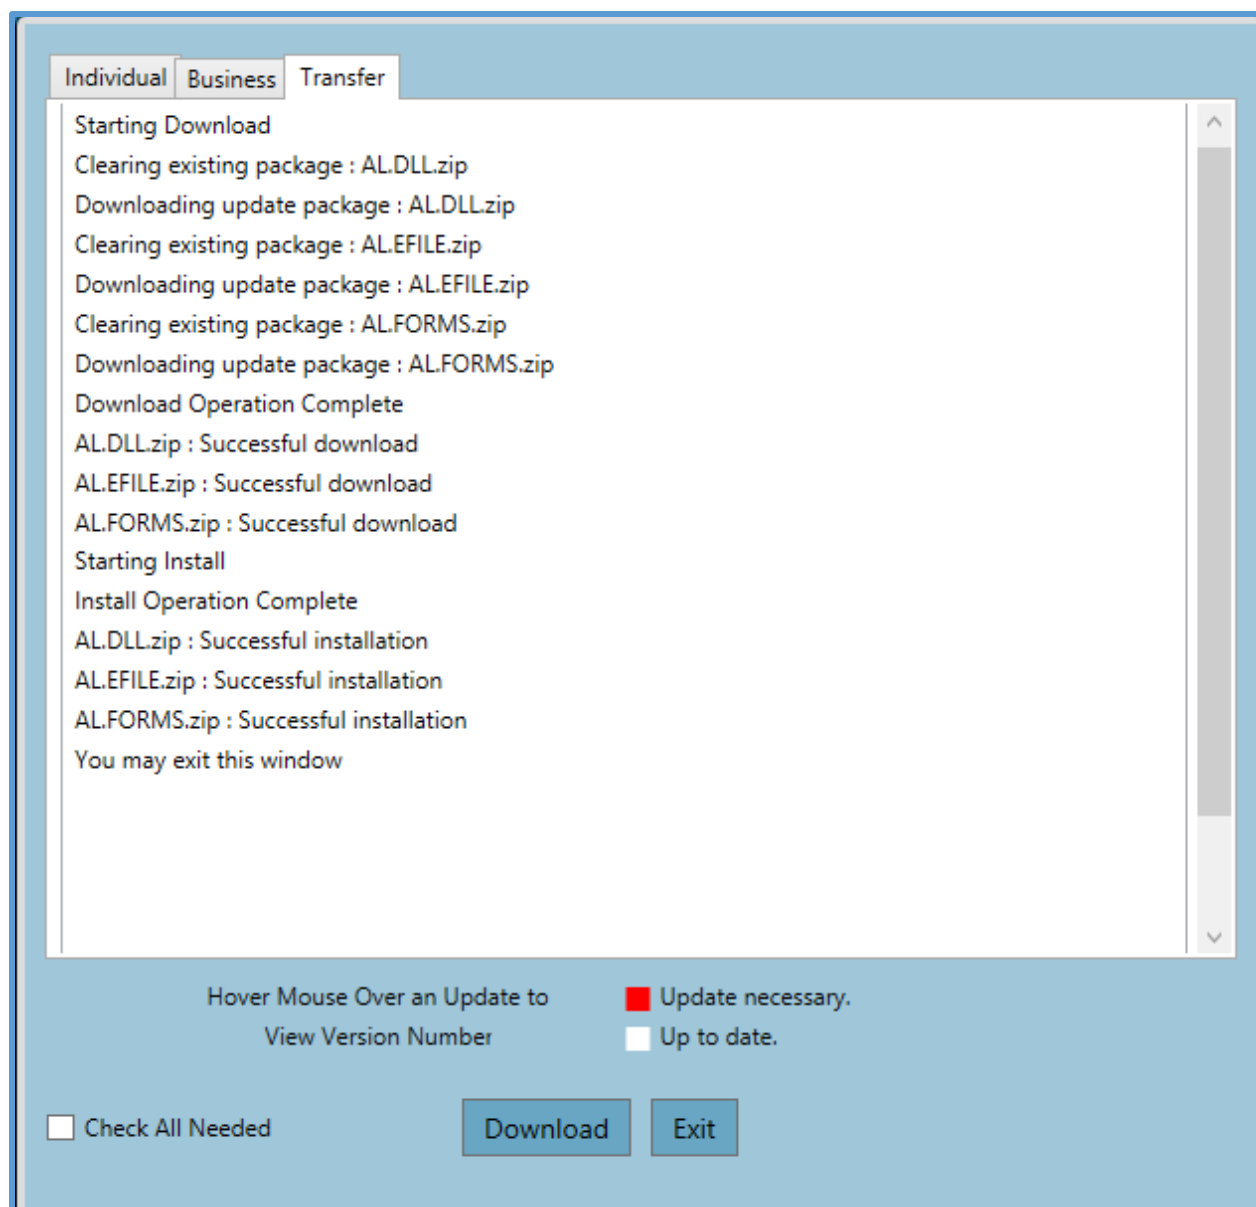 Individual Business Transfer
Starting Download
Clearing existing package : AL.DLL.zip
Downloading update package : AL.DLL.zip
Clearing existing package : AL.EFILE.zip
Downloading update package : AL.EFILE.zip
Clearing existing package : AL.FORMS.zip
Downloading update package : AL.FORMS.zip
Download Operation Complete
AL.DLL.zip : Successful download
AL.EFILE.zip : Successful download
AL.FORMS.zip : Successful download
Starting Install
Install Operation Complete
AL.DLL.zip : Successful installation
AL.EFILE.zip : Successful installation
AL.FORMS.zip : Successful installation
You may exit this window
Hover Mouse Over an Update to
View Version Number
Update necessary.
Up to date.
Check All Needed
Download
Exit